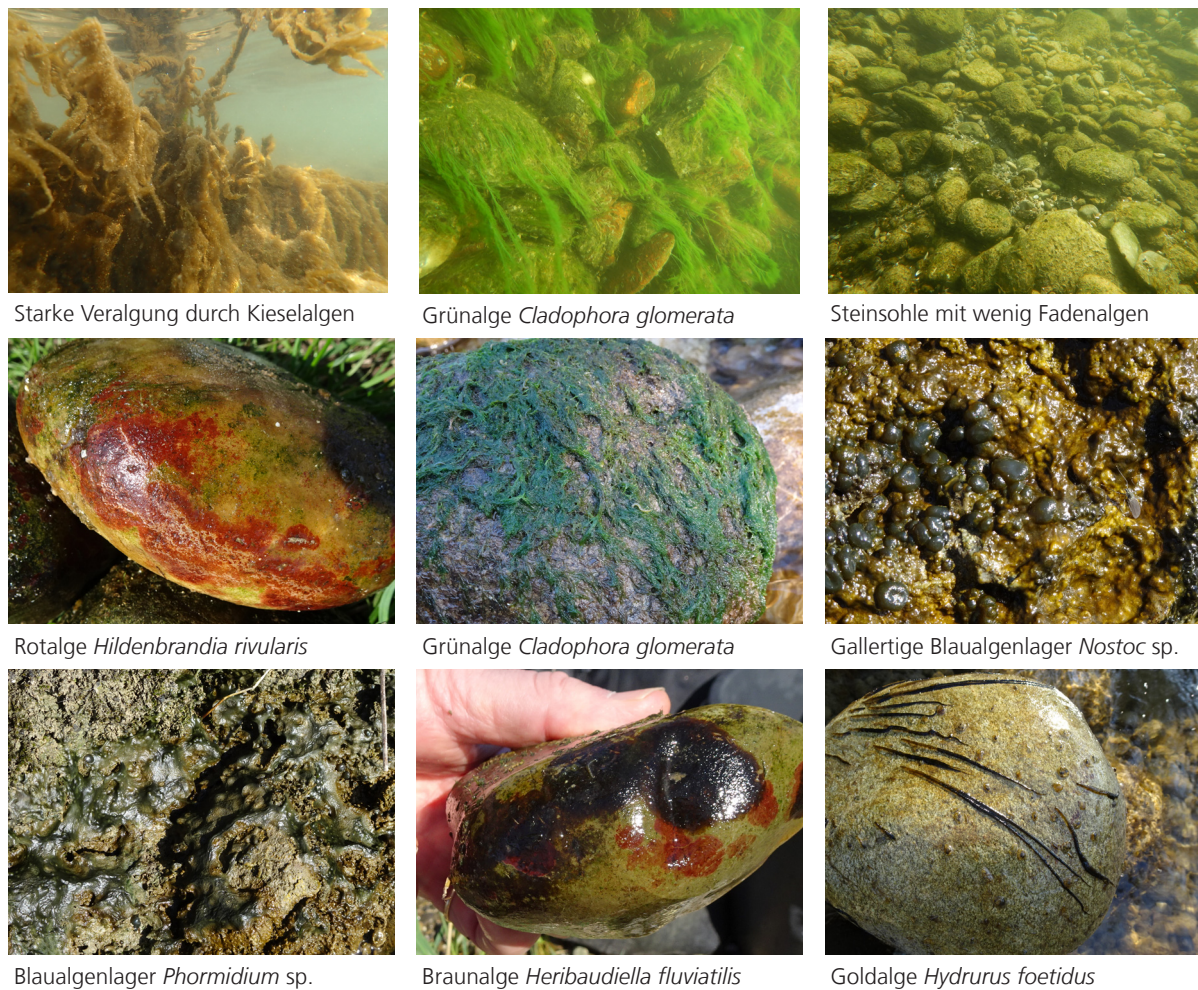 Starke Veralgung durch Kieselalgen
Grünalge Cladophora glomerata
Steinsohle mit wenig Fadenalgen
Rotalge Hildenbrandia rivularis
Grünalge Cladophora glomerata
Gallertige Blaualgenlager Nostoc sp.
Blaualgenlager Phormidium sp.
Braunalge Heribaudiella fluviatilis
Goldalge Hydrurus foetidus